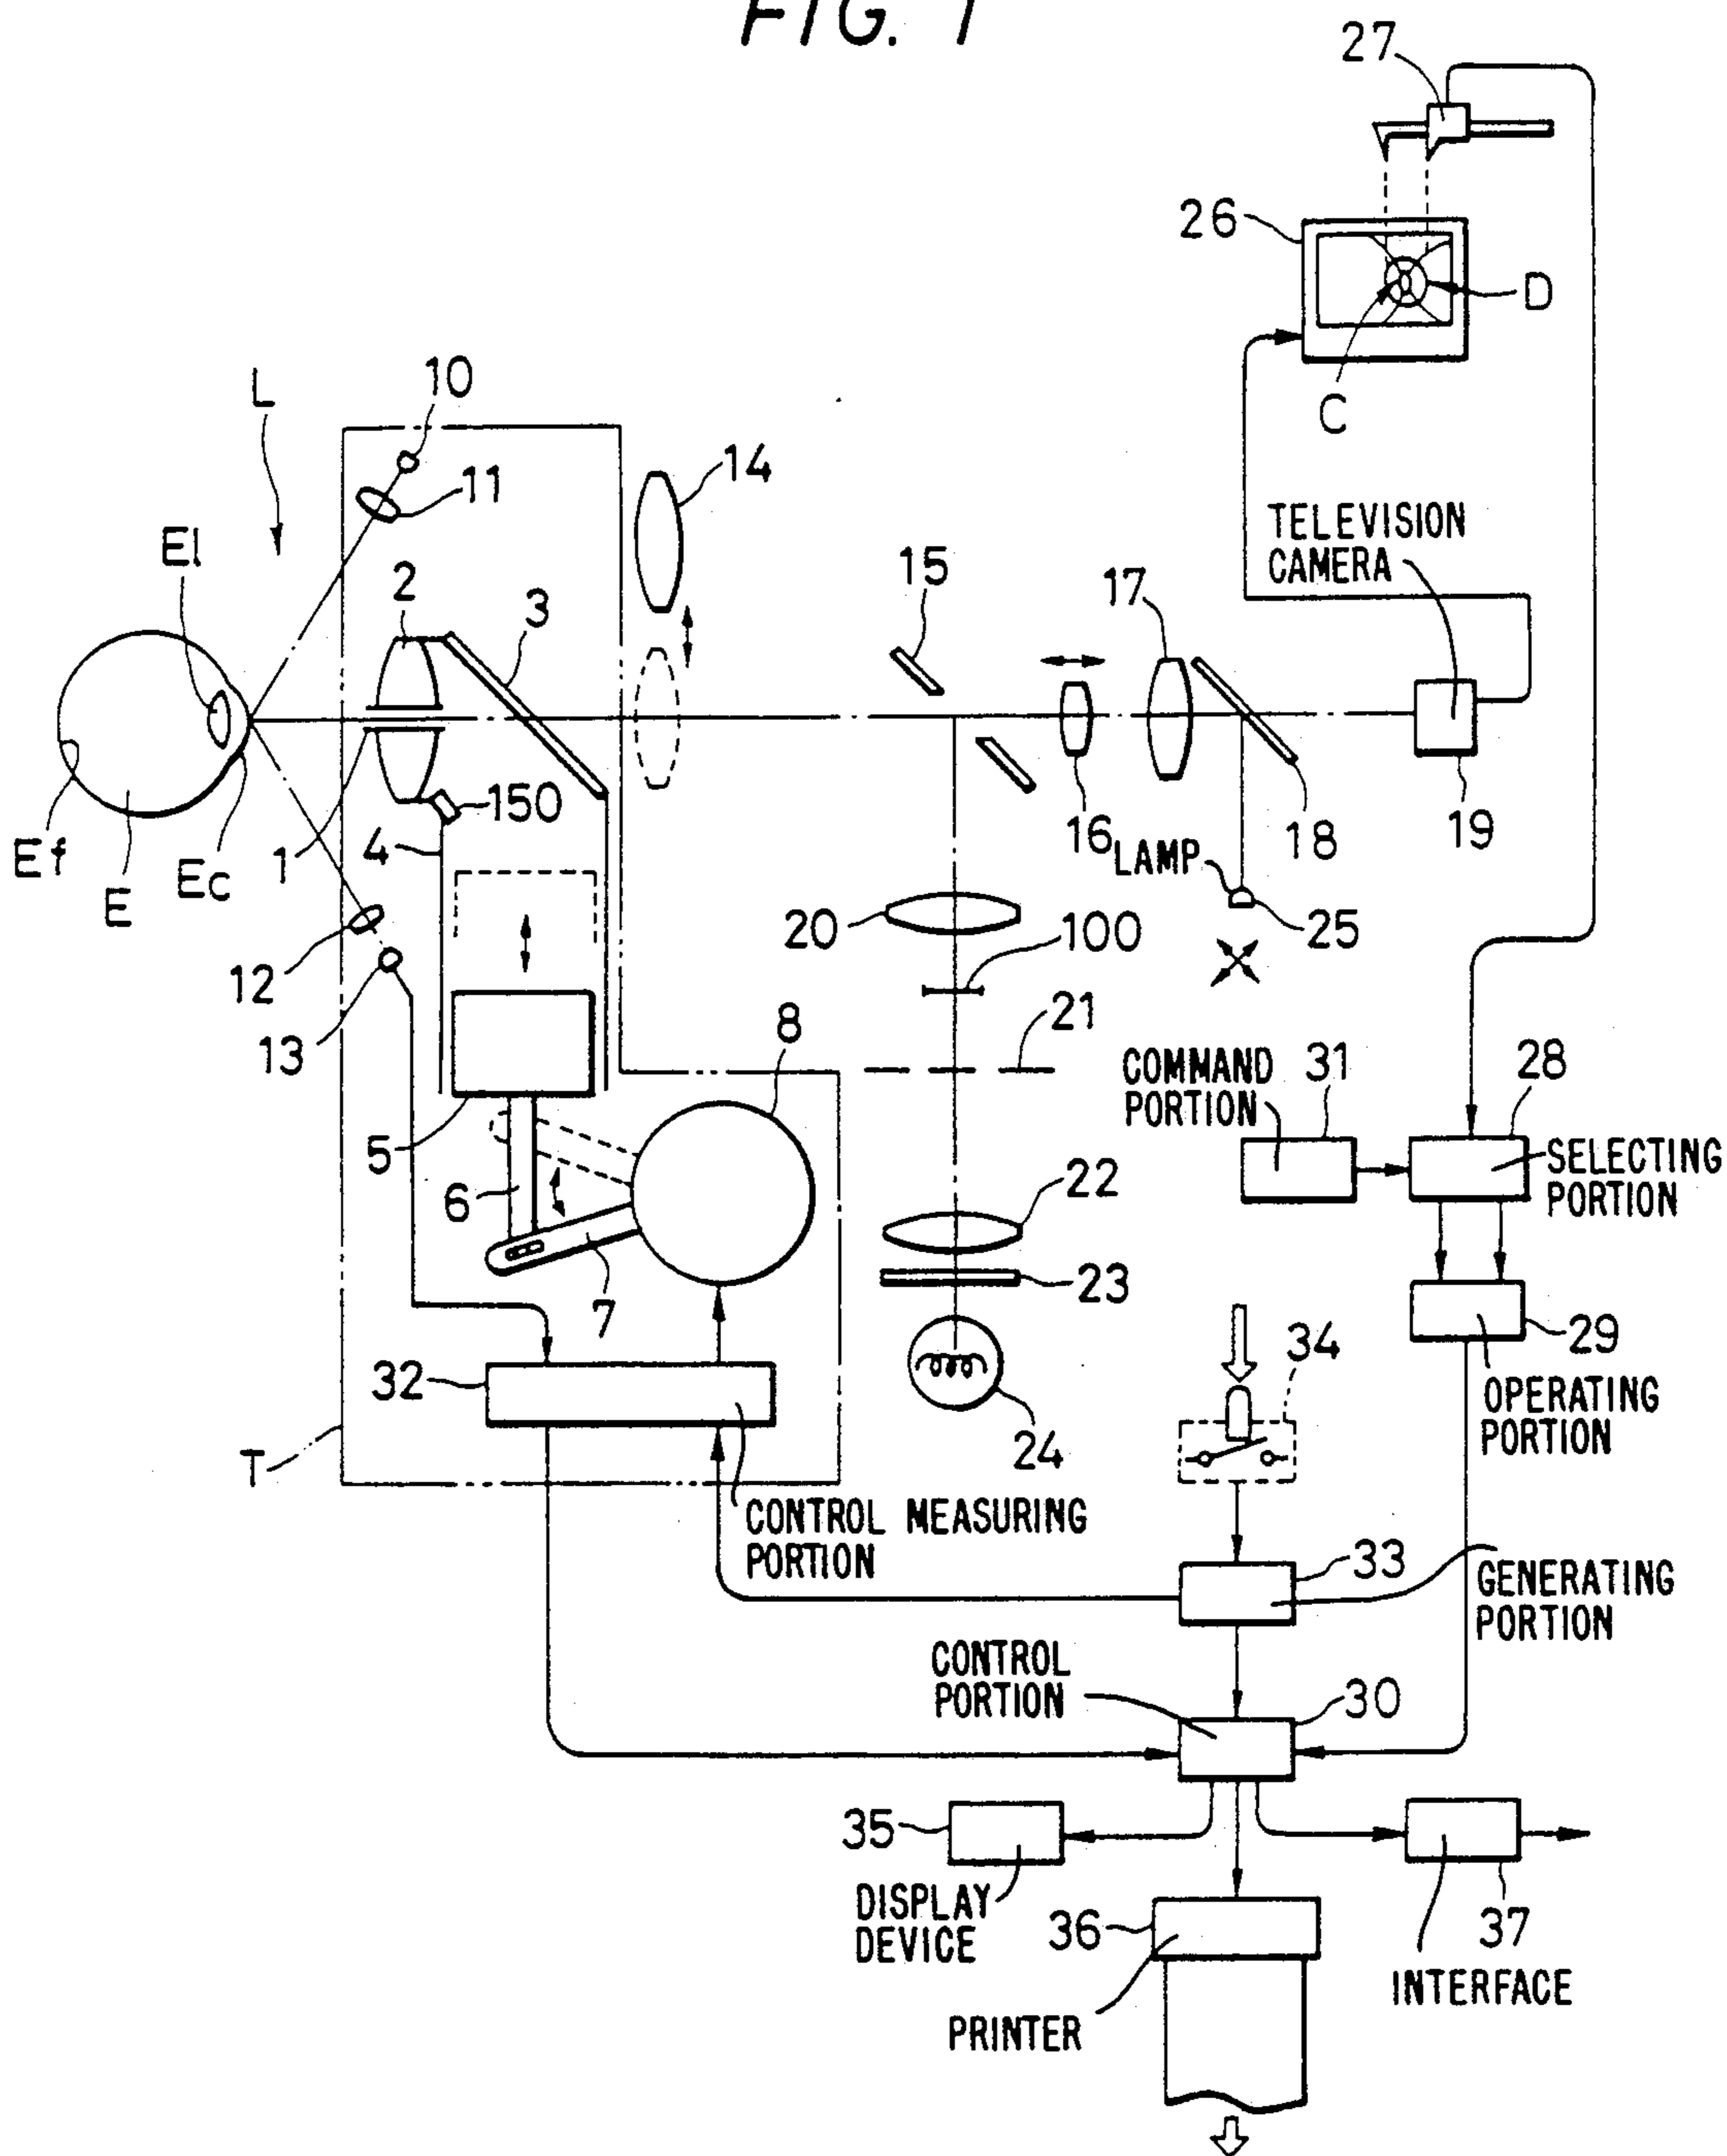 FIG. 1
27
26
D
C
10
L
11
14
El
2
3
15
17
TELEVISION
CAMERA
150
Ef
E
Ec
1
4
16
18
19
LAMP
25
20
100
12
13
8
21
COMMAND
PORTION
31
28
SELECTING
PORTION
5
6
7
22
23
29
32
34
OPERATING
PORTION
24
T
CONTROL MEASURING
PORTION
33
GENERATING
PORTION
CONTROL
PORTION
30
35
DISPLAY
DEVICE
36
37
INTERFACE
PRINTER